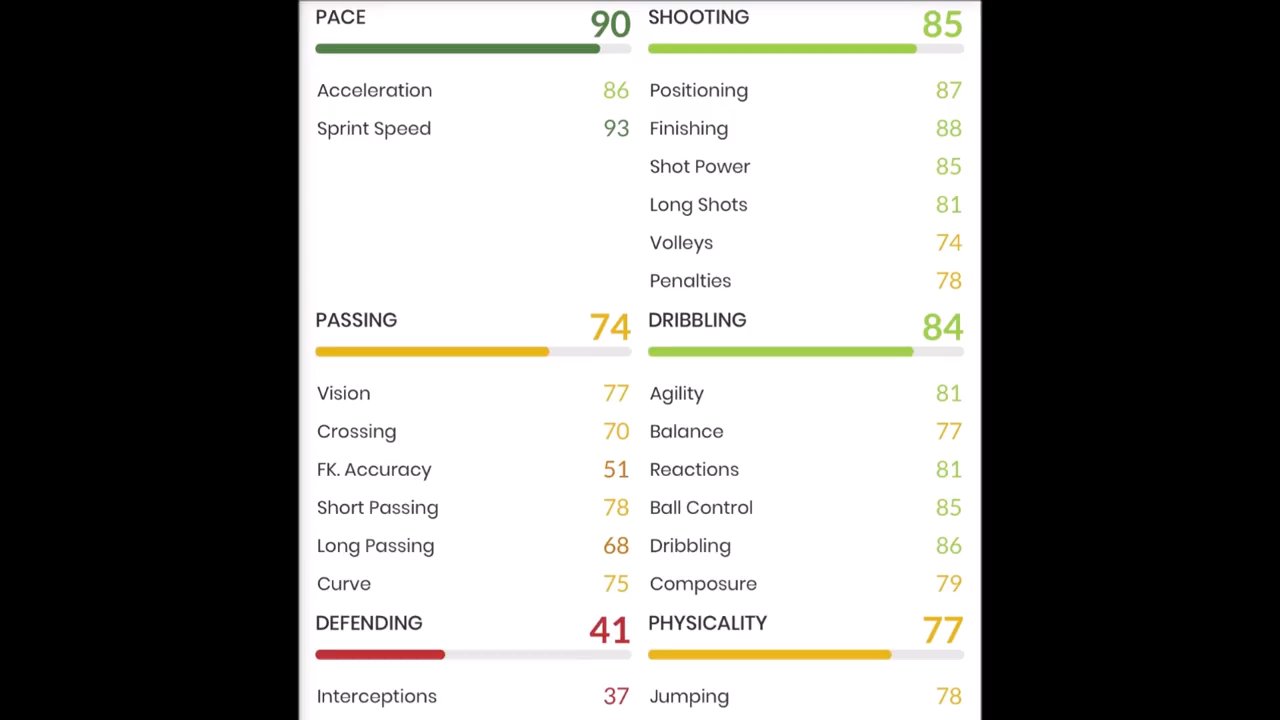 PACE 90
Acceleration 86
Sprint Speed 93
SHOOTING 85
Positioning 87
Finishing 88
Shot Power 85
Long Shots 81
Volleys 74
Penalties 78
PASSING 74
Vision 77
Crossing 70
FK. Accuracy 51
Short Passing 78
Long Passing 68
Curve 75
DRIBBLING 84
Agility 81
Balance 77
Reactions 81
Ball Control 85
Dribbling 86
Composure 79
DEFENDING 41
Interceptions 37
PHYSICALITY 77
Jumping 78